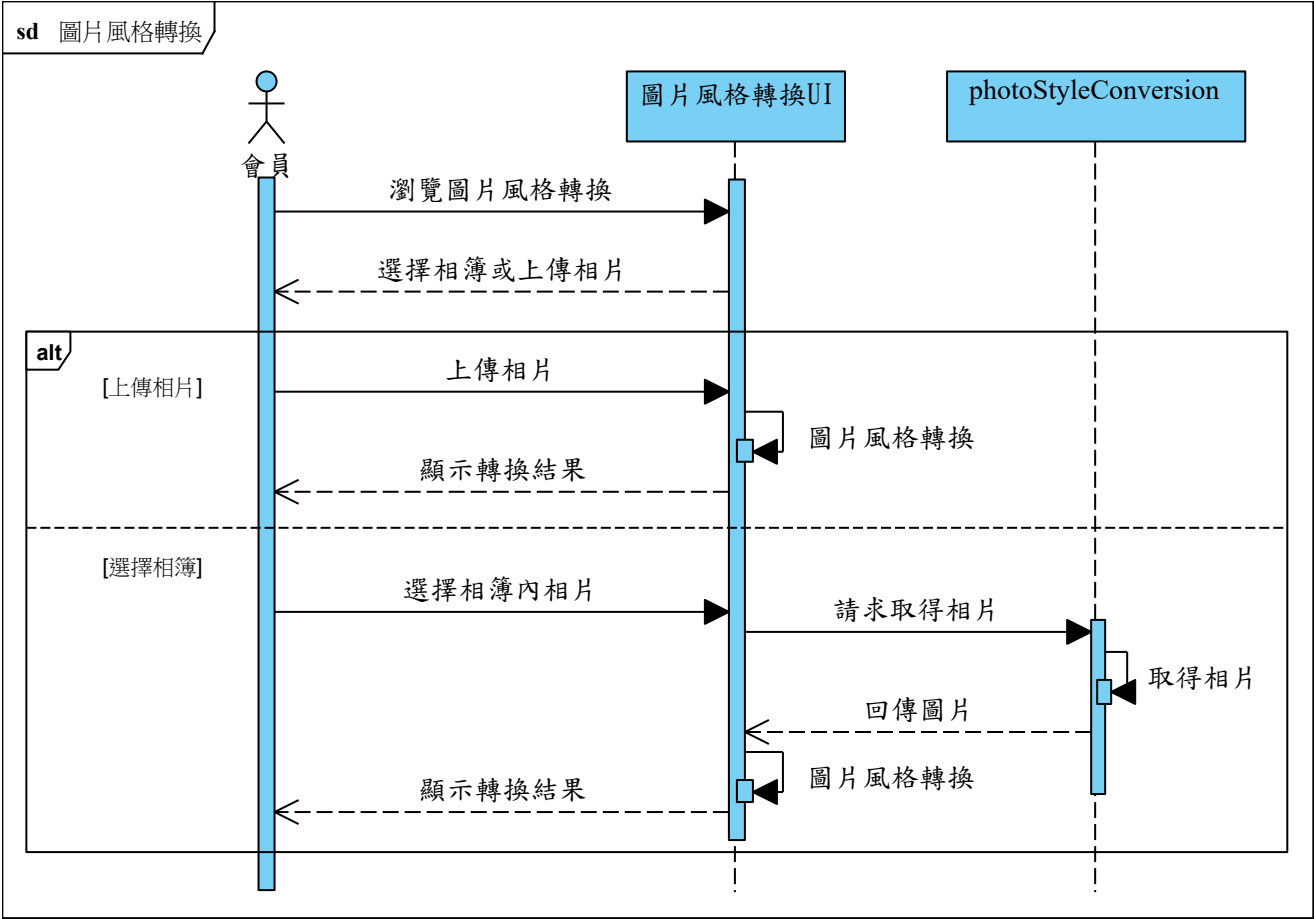 sd 圖片風格轉換
圖片風格轉換UI
photoStyleConversion
會員
瀏覽圖片風格轉換
選擇相簿或上傳相片
alt
[上傳相片]
上傳相片
圖片風格轉換
顯示轉換結果
[選擇相簿]
選擇相簿內相片
請求取得相片
取得相片
回傳圖片
圖片風格轉換
顯示轉換結果